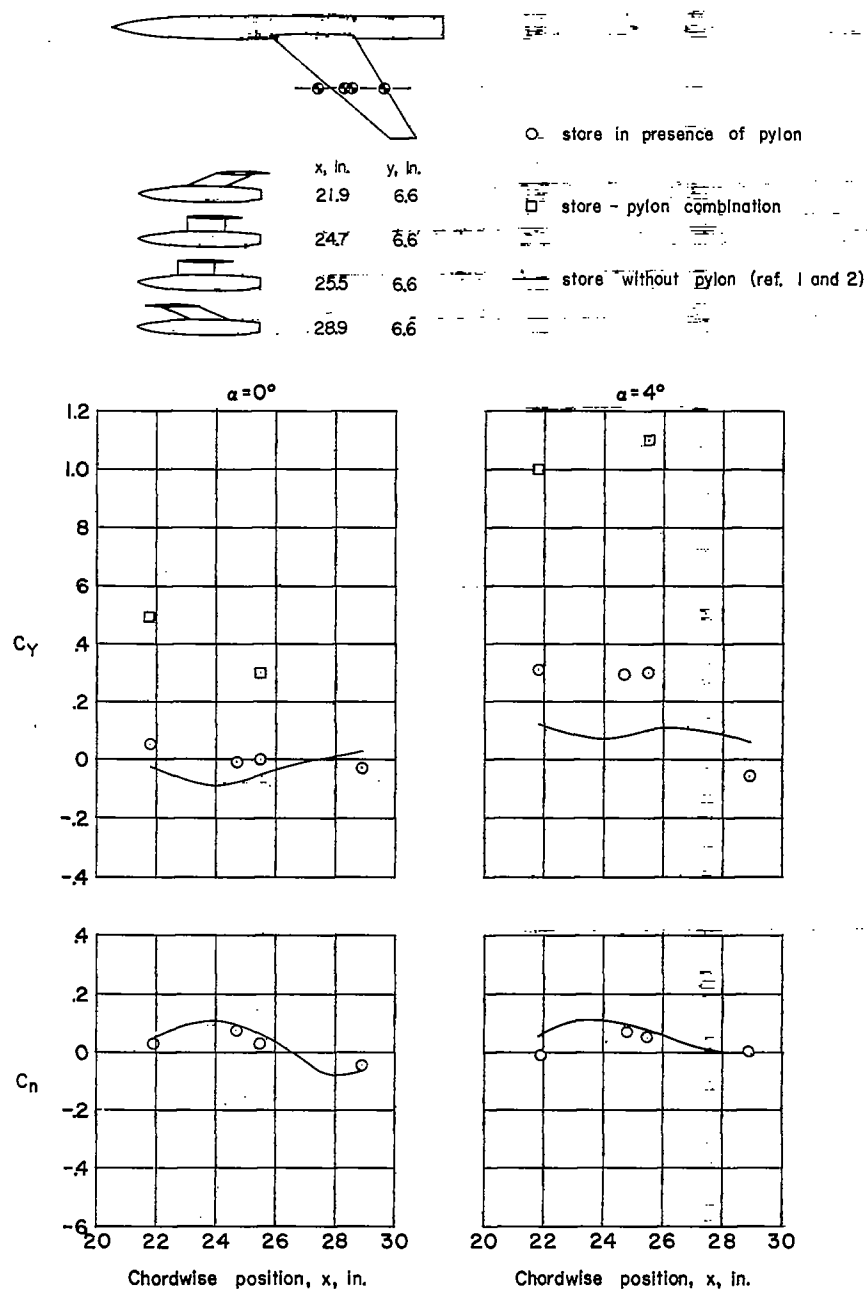 ○ store in presence of pylon
x, in. y, in.
21.9 6.6
□ store - pylon combination
24.7 6.6
25.5 6.6
— store without pylon (ref. 1 and 2)
28.9 6.6
α = 0° α = 4°
1.2
1.0
.8
.6
.4
.2
0
-.2
-.4
C_Y
.4
.2
0
-.2
-.4
-.6
C_n
20 22 24 26 28 30 20 22 24 26 28 30
Chordwise position, x, in. Chordwise position, x, in.